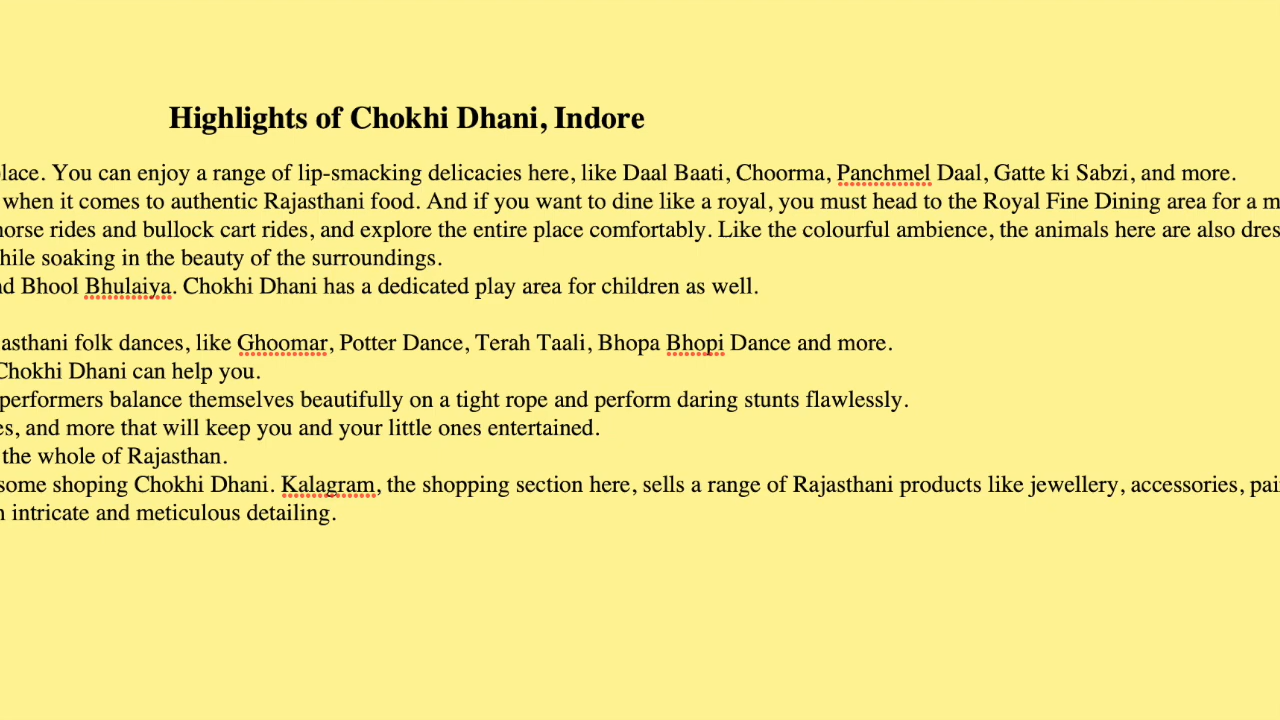 Highlights of Chokhi Dhani, Indore
place. You can enjoy a range of lip-smacking delicacies here, like Daal Baati, Choorma, Panchmel Daal, Gatte ki Sabzi, and more.
when it comes to authentic Rajasthani food. And if you want to dine like a royal, you must head to the Royal Fine Dining area for a m
horse rides and bullock cart rides, and explore the entire place comfortably. Like the colourful ambience, the animals here are also dres
hile soaking in the beauty of the surroundings.
nd Bhool Bhulaiya. Chokhi Dhani has a dedicated play area for children as well.
asthani folk dances, like Ghoomar, Potter Dance, Terah Taali, Bhopa Bhopi Dance and more.
Chokhi Dhani can help you.
performers balance themselves beautifully on a tight rope and perform daring stunts flawlessly.
es, and more that will keep you and your little ones entertained.
the whole of Rajasthan.
some shoping Chokhi Dhani. Kalagram, the shopping section here, sells a range of Rajasthani products like jewellery, accessories, pai
n intricate and meticulous detailing.